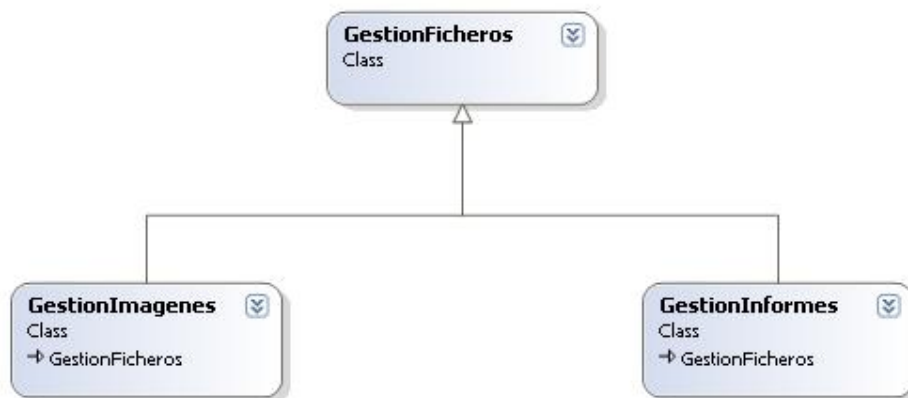 GestionFicheros
Class
GestionImagenes
Class
GestionFicheros
GestionInformes
Class
GestionFicheros